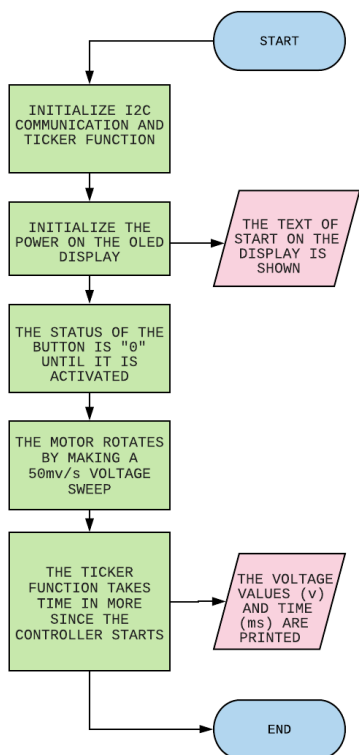 START
INITIALIZE I2C
COMMUNICATION AND
TICKER FUNCTION
INITIALIZE THE
POWER ON THE OLED
DISPLAY
THE TEXT OF
START ON THE
DISPLAY IS
SHOWN
THE STATUS OF THE
BUTTON IS "0"
UNTIL IT IS
ACTIVATED
THE MOTOR ROTATES
BY MAKING A
50mv/s VOLTAGE
SWEEP
THE TICKER
FUNCTION TAKES
TIME IN MORE
SINCE THE
CONTROLLER STARTS
THE VOLTAGE
VALUES (v)
AND TIME
(ms) ARE
PRINTED
END